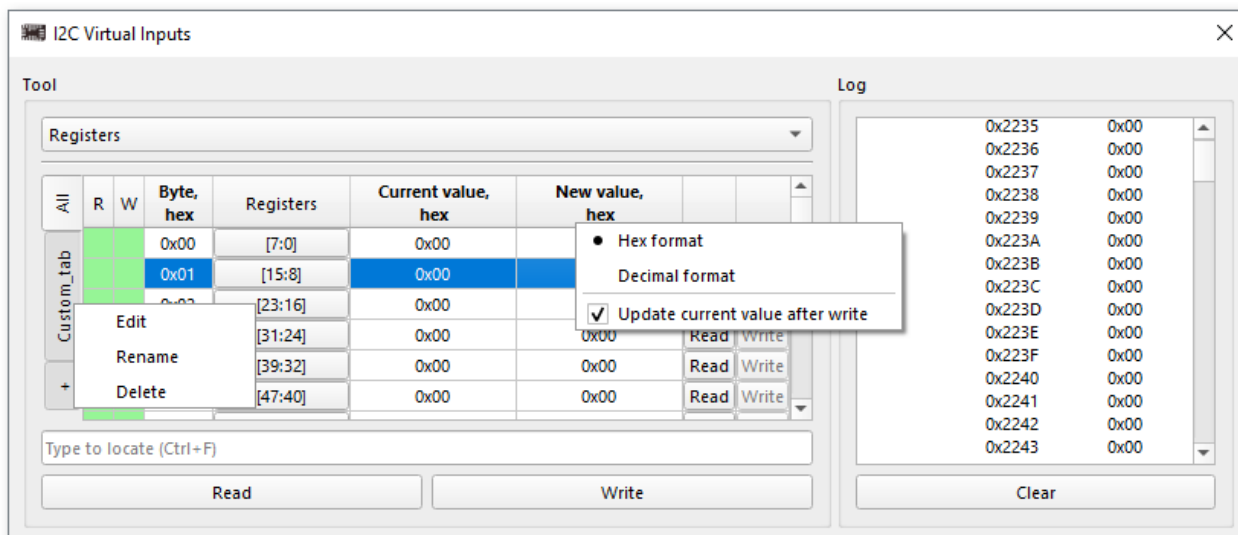 I2C Virtual Inputs
Tool
Registers
All
Custom_tab
+
R W Byte, hex Registers Current value, hex New value, hex
0x00 [7:0] 0x00
0x01 [15:8] 0x00
[23:16] 0x00
[31:24] 0x00 0x00 Read Write
[39:32] 0x00 0x00 Read Write
[47:40] 0x00 0x00 Read Write
Edit
Rename
Delete
Hex format
Decimal format
Update current value after write
Type to locate (Ctrl+F)
Read Write
Log
0x2235 0x00
0x2236 0x00
0x2237 0x00
0x2238 0x00
0x2239 0x00
0x223A 0x00
0x223B 0x00
0x223C 0x00
0x223D 0x00
0x223E 0x00
0x223F 0x00
0x2240 0x00
0x2241 0x00
0x2242 0x00
0x2243 0x00
Clear